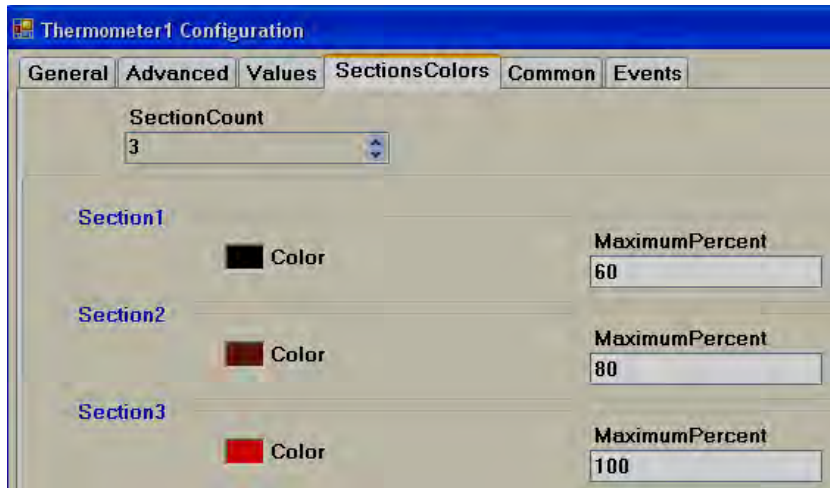 Thermometer1 Configuration
General Advanced Values SectionsColors Common Events
SectionCount
3
Section1
Color
MaximumPercent
60
Section2
Color
MaximumPercent
80
Section3
Color
MaximumPercent
100